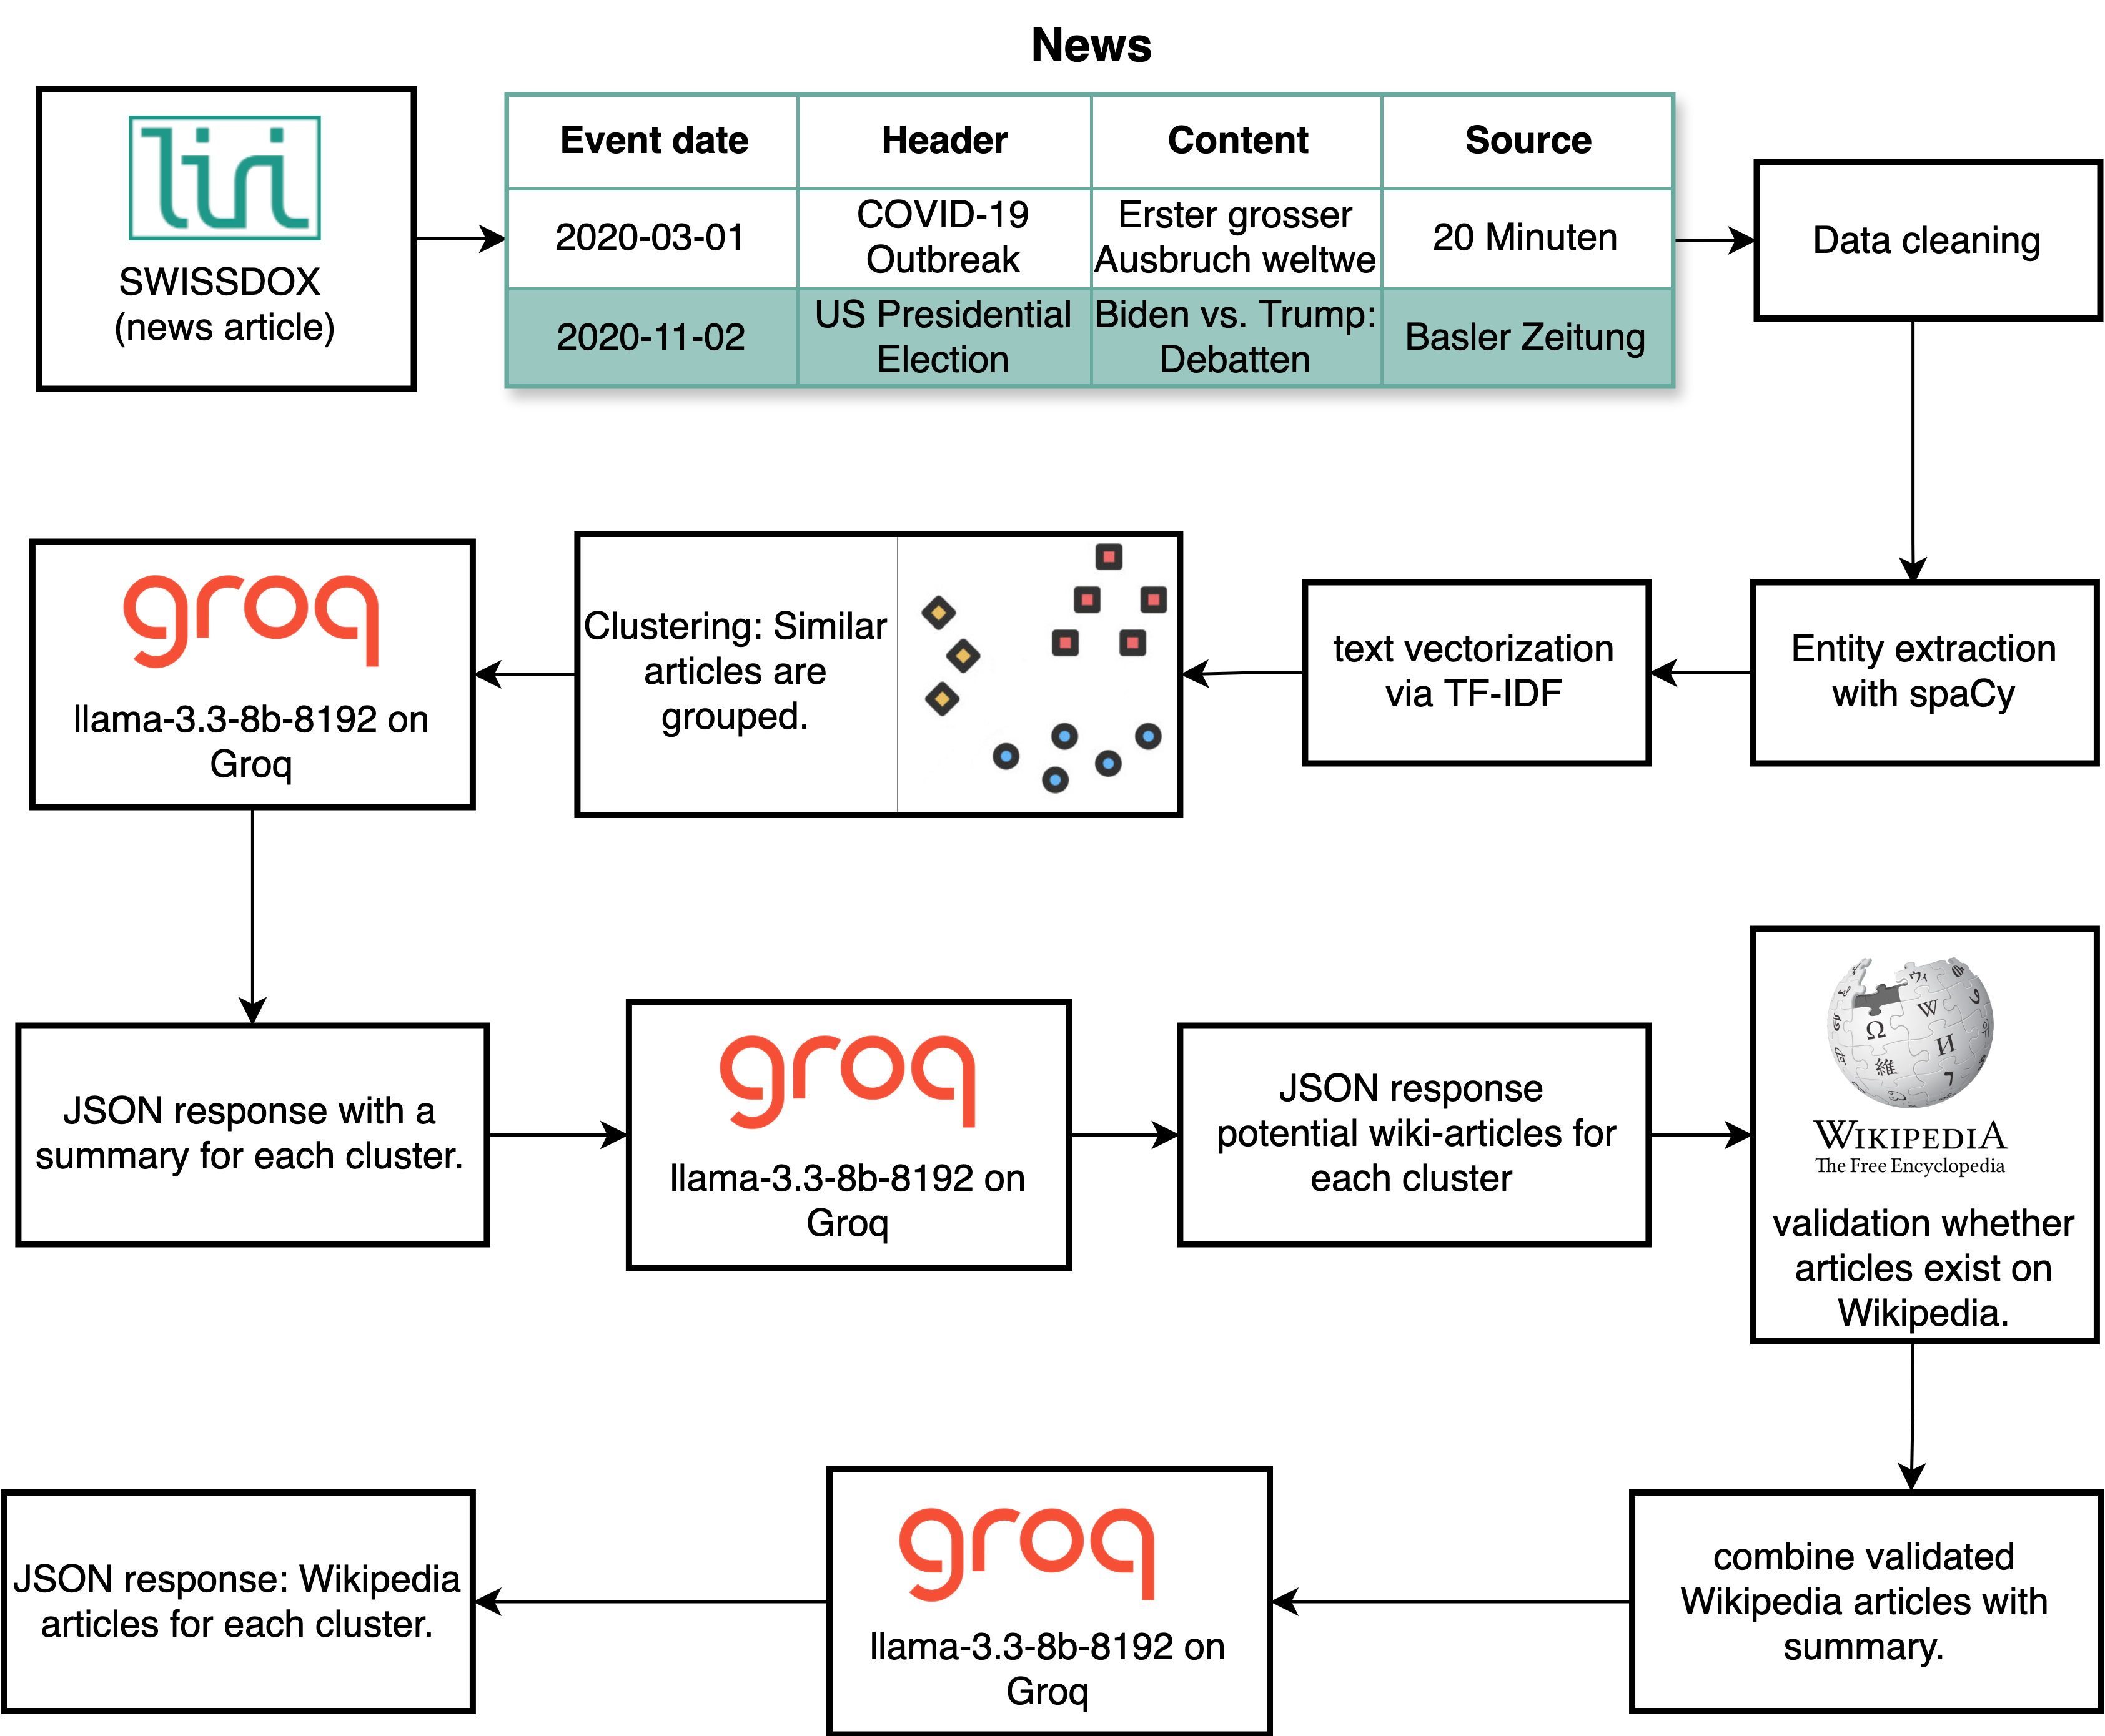 News
liri
SWISSDOX
(news article)
Event date
Header
Content
Source
2020-03-01
COVID-19
Outbreak
Erster grosser
Ausbruch weltwe
20 Minuten
2020-11-02
US Presidential
Election
Biden vs. Trump:
Debatten
Basler Zeitung
Data cleaning
Entity extraction
with spaCy
text vectorization
via TF-IDF
Clustering: Similar
articles are
grouped.
groq
llama-3.3-8b-8192 on
Groq
JSON response with a
summary for each cluster.
groq
llama-3.3-8b-8192 on
Groq
JSON response
potential wiki-articles for
each cluster
Ω W И 維
WIKIPEDIA
The Free Encyclopedia
validation whether
articles exist on
Wikipedia.
combine validated
Wikipedia articles with
summary.
groq
llama-3.3-8b-8192 on
Groq
JSON response: Wikipedia
articles for each cluster.